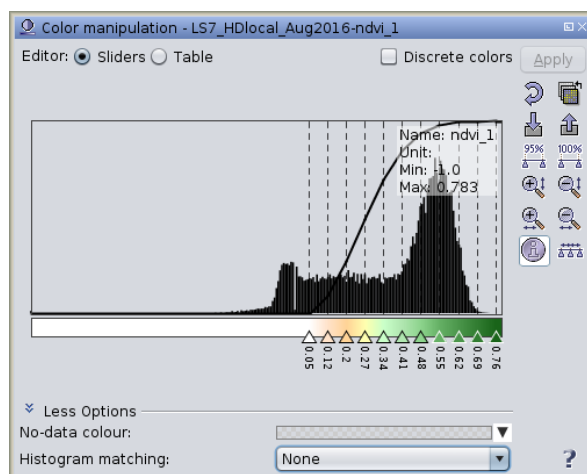 Color manipulation - LS7_HDlocal_Aug2016-ndvi_1
Editor: Sliders Table Discrete colors Apply
Name: ndvi_1
Unit:
Min: -1.0
Max: 0.783
95% 100%
0.05 0.12 0.2 0.27 0.34 0.41 0.48 0.55 0.62 0.69 0.76
Less Options
No-data colour:
Histogram matching: None
?